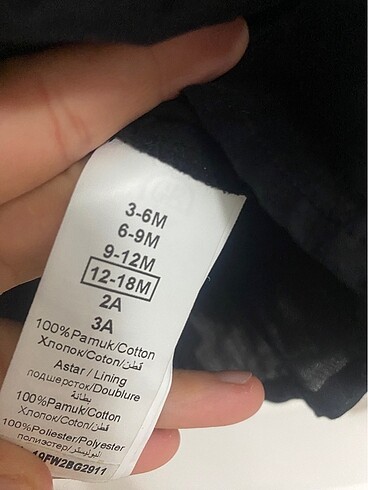 3-6M
6-9M
9-12M
12-18M
2A
3A
100%Pamuk/Cotton
Хлопок/Coton/قطن
Astar / Lining
подшерсток/Doublure
بطانة
100%Pamuk/Cotton
Хлопок/Coton/قطن
100%Poliester/Polyester
полиэстер/البوليستر
19FW2BG2911